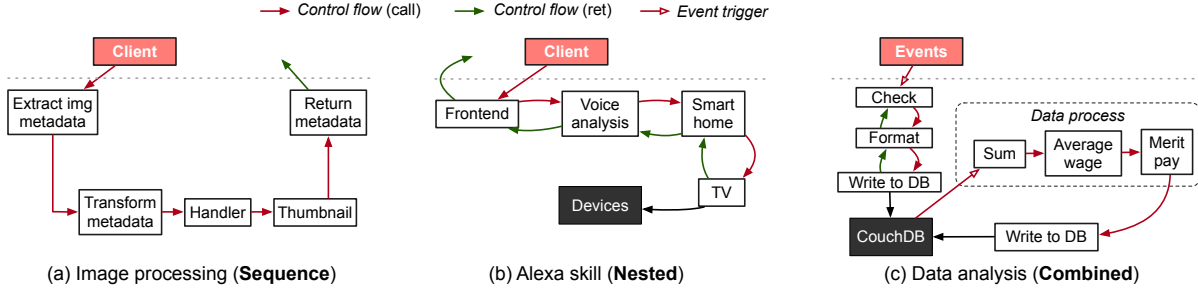 Control flow (call)
Control flow (ret)
Event trigger
Client
Extract img
metadata
Return
metadata
Transform
metadata
Handler
Thumbnail
(a) Image processing (Sequence)
Client
Frontend
Voice
analysis
Smart
home
TV
Devices
(b) Alexa skill (Nested)
Events
Check
Format
Write to DB
CouchDB
Data process
Sum
Average
wage
Merit
pay
Write to DB
(c) Data analysis (Combined)